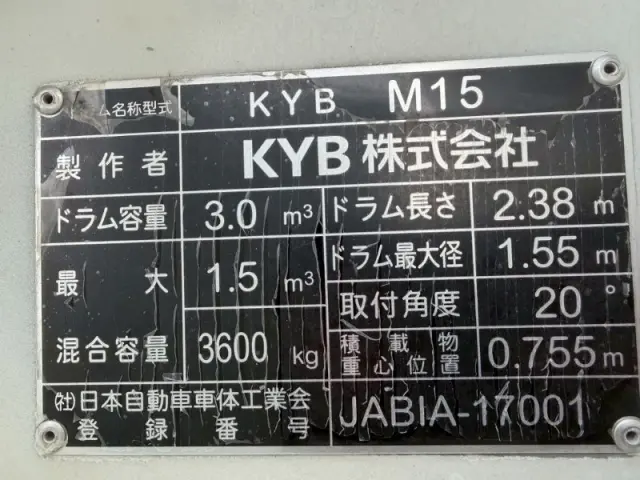 ム名称型式 KYB M15
製作者 KYB株式会社
ドラム容量 3.0 m³ ドラム長さ 2.38 m
最大混合容量 1.5 m³ ドラム最大径 1.55 m
3600 kg 取付角度 20°
積載物重心位置 0.755 m
(社)日本自動車車体工業会
登録番号 JABIA-17001